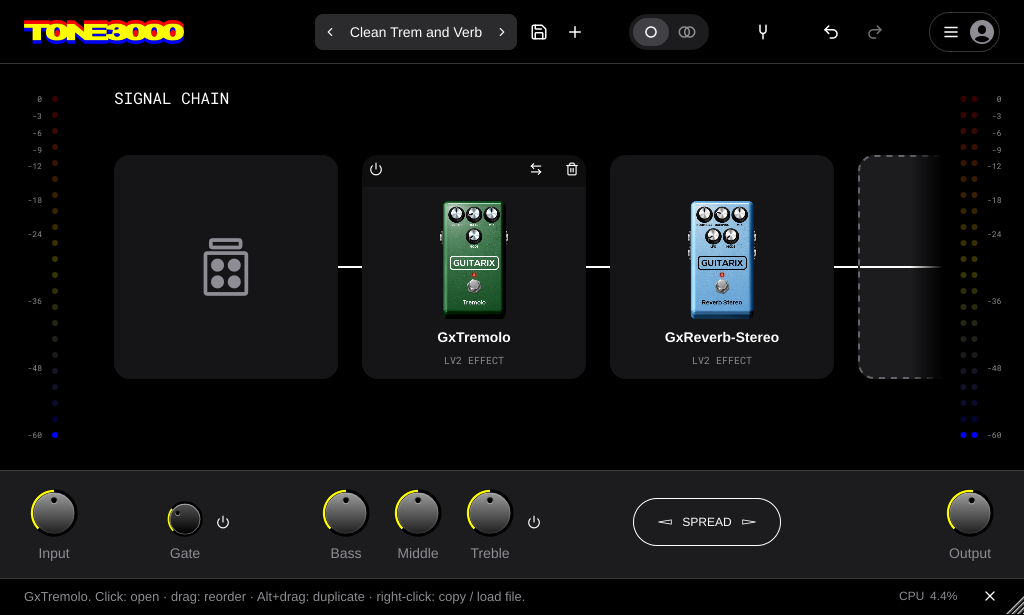 TONE3000
Clean Trem and Verb
SIGNAL CHAIN
0
-3
-6
-9
-12
-18
-24
-36
-48
-60
GUITARIX
Tremolo
GxTremolo
LV2 EFFECT
GUITARIX
Reverb Stereo
GxReverb-Stereo
LV2 EFFECT
0
-3
-6
-9
-12
-18
-24
-36
-48
-60
Input
Gate
Bass
Middle
Treble
SPREAD
Output
GxTremolo. Click: open · drag: reorder · Alt+drag: duplicate · right-click: copy / load file.
CPU 4.4%